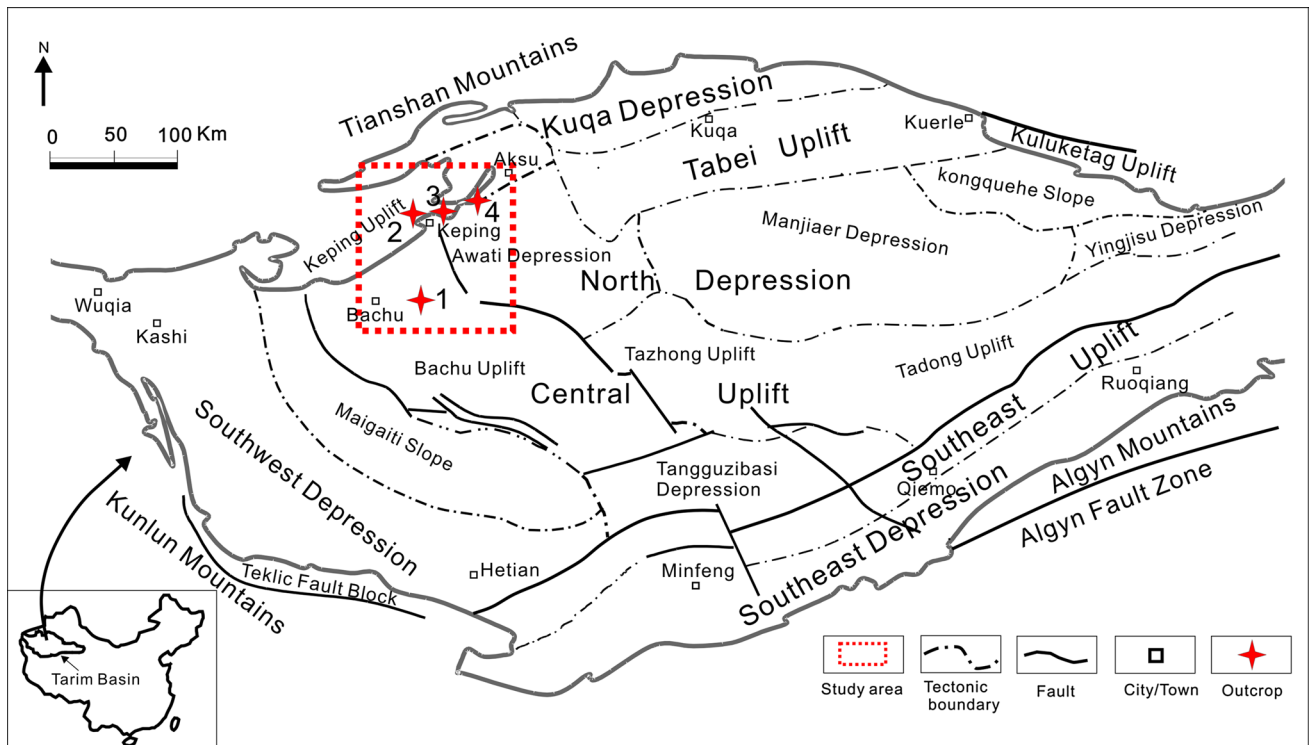 N
0 50 100 Km
Tianshan Mountains
Kuqa Depression
Kuqa
Kuerle
Kuluketag Uplift
Tabei Uplift
Aksu
kongquehe Slope
3
4
2
Keping Uplift
Keping
Manjiaer Depression
Yingjisu Depression
Awati Depression
North Depression
Wuqia
Bachu
1
Kashi
Bachu Uplift
Tazhong Uplift
Tadong Uplift
Central Uplift
Ruoqiang
Maigaiti Slope
Southwest Depression
Southeast Uplift
Tangguzibasi
Depression
Qiemo
Algyn Mountains
Algyn Fault Zone
Southeast Depression
Kunlun Mountains
Teklic Fault Block
Hetian
Minfeng
Tarim Basin
Study area
Tectonic
boundary
Fault
City/Town
Outcrop